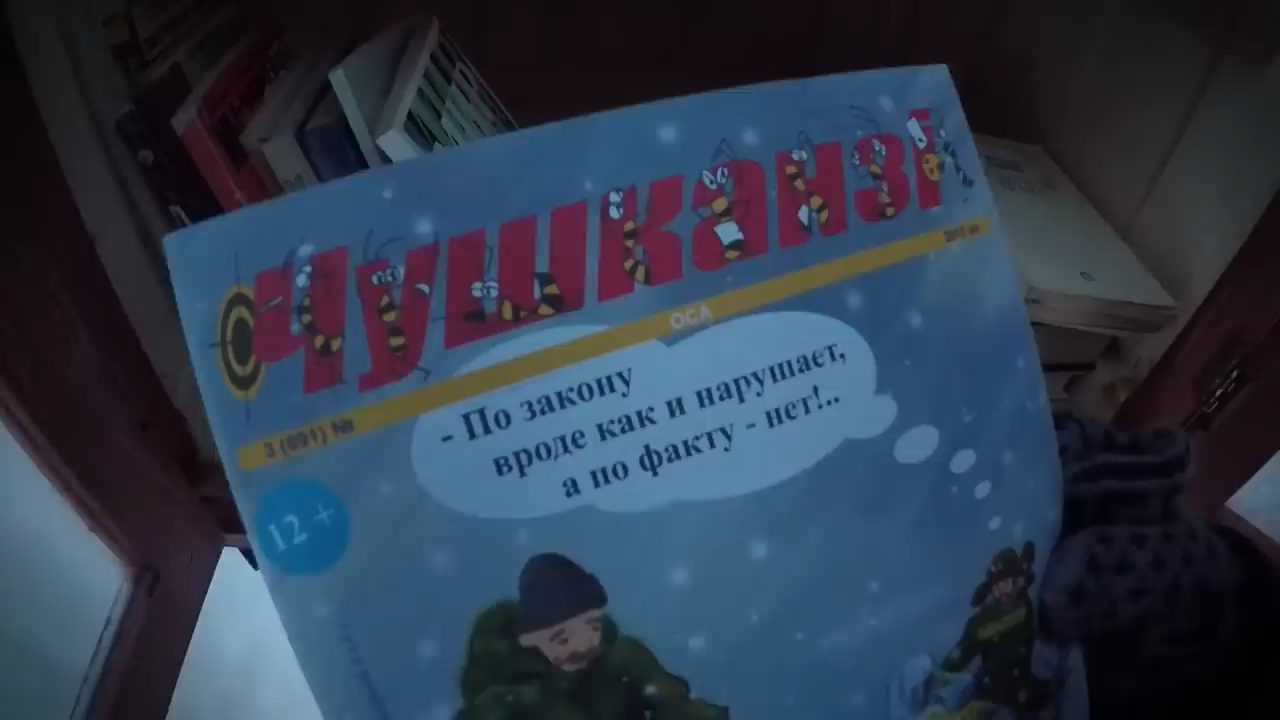 Чушканзі
3 (691) №
ОСА
- По закону
вроде как и нарушает,
а по факту - нет!..
12 +